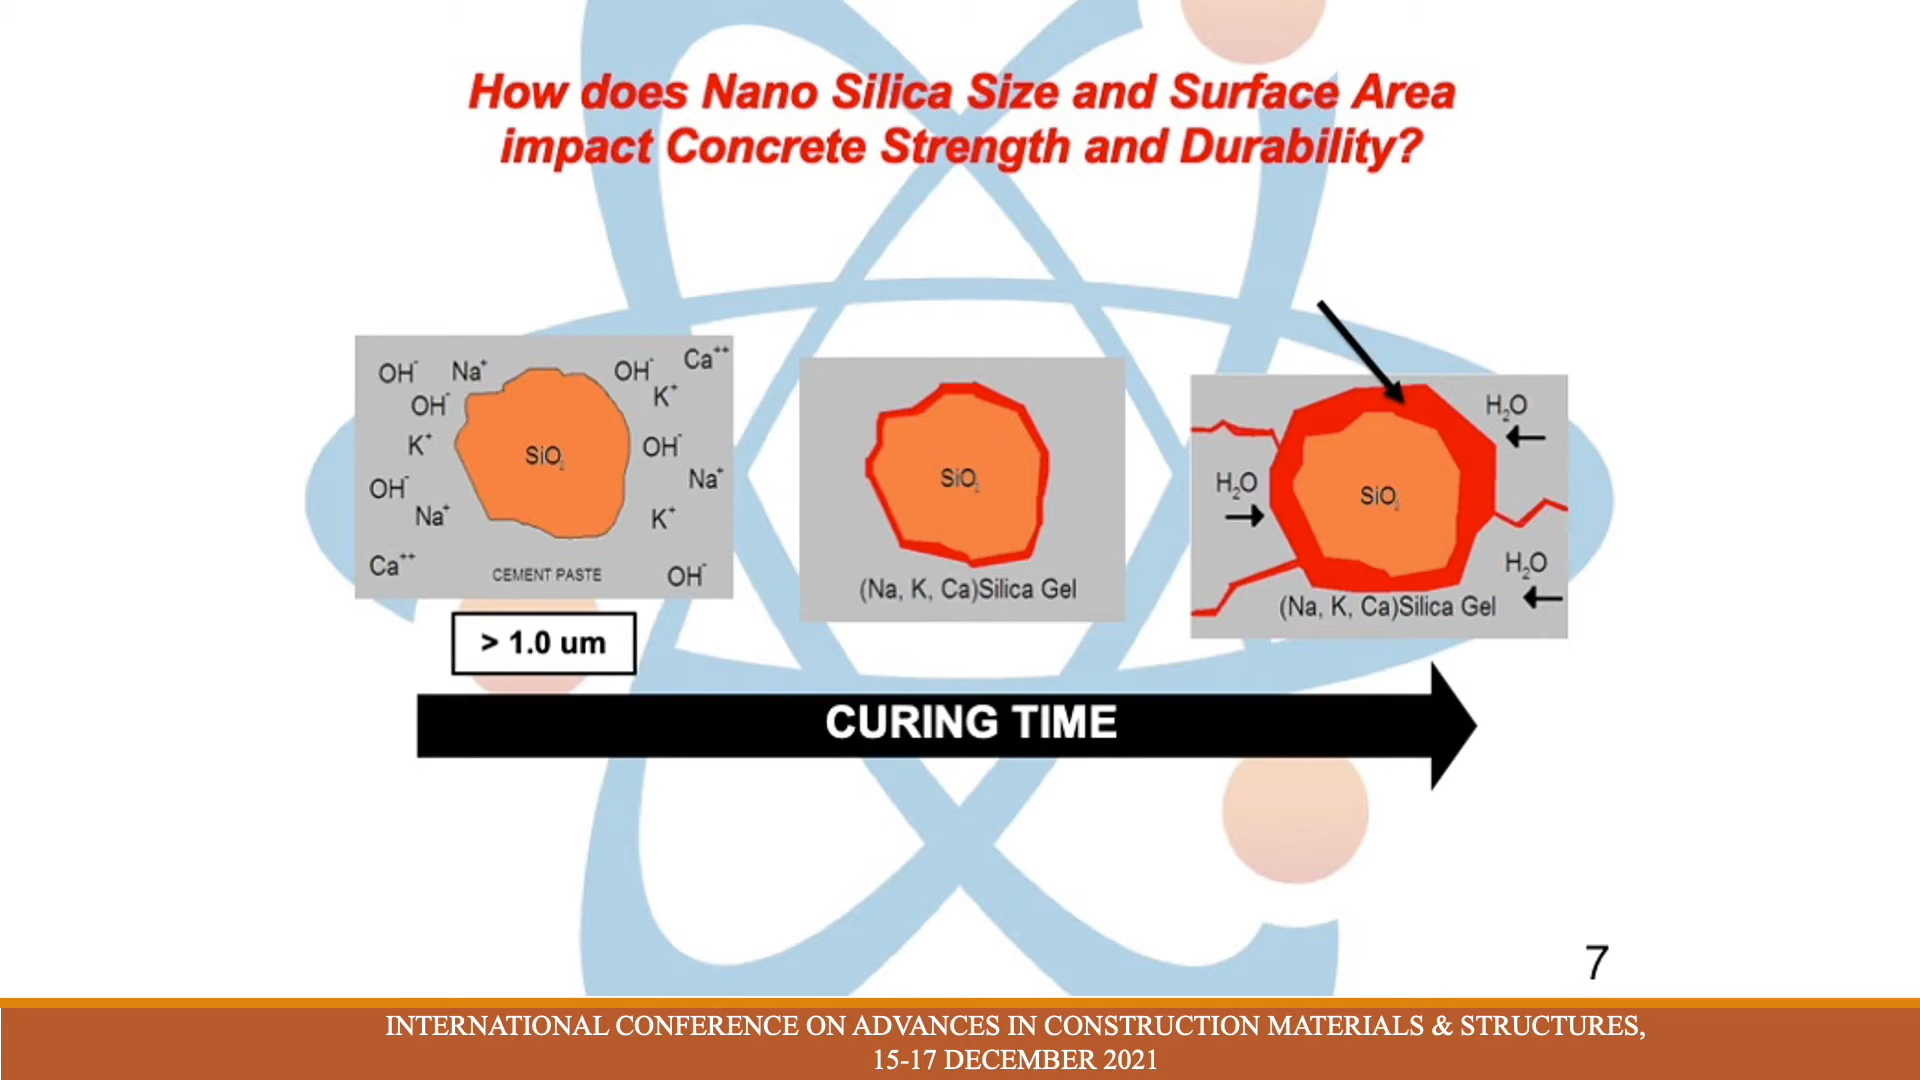 How does Nano Silica Size and Surface Area
impact Concrete Strength and Durability?
OH⁻ Na⁺ OH⁻ Ca⁺⁺
OH⁻ K⁺
K⁺ SiO₂ OH⁻
OH⁻ Na⁺
Na⁺ K⁺
Ca⁺⁺ CEMENT PASTE OH⁻
> 1.0 um
SiO₂
(Na, K, Ca)Silica Gel
H₂O
H₂O SiO₂
H₂O
(Na, K, Ca)Silica Gel
CURING TIME
7
INTERNATIONAL CONFERENCE ON ADVANCES IN CONSTRUCTION MATERIALS & STRUCTURES,
15-17 DECEMBER 2021